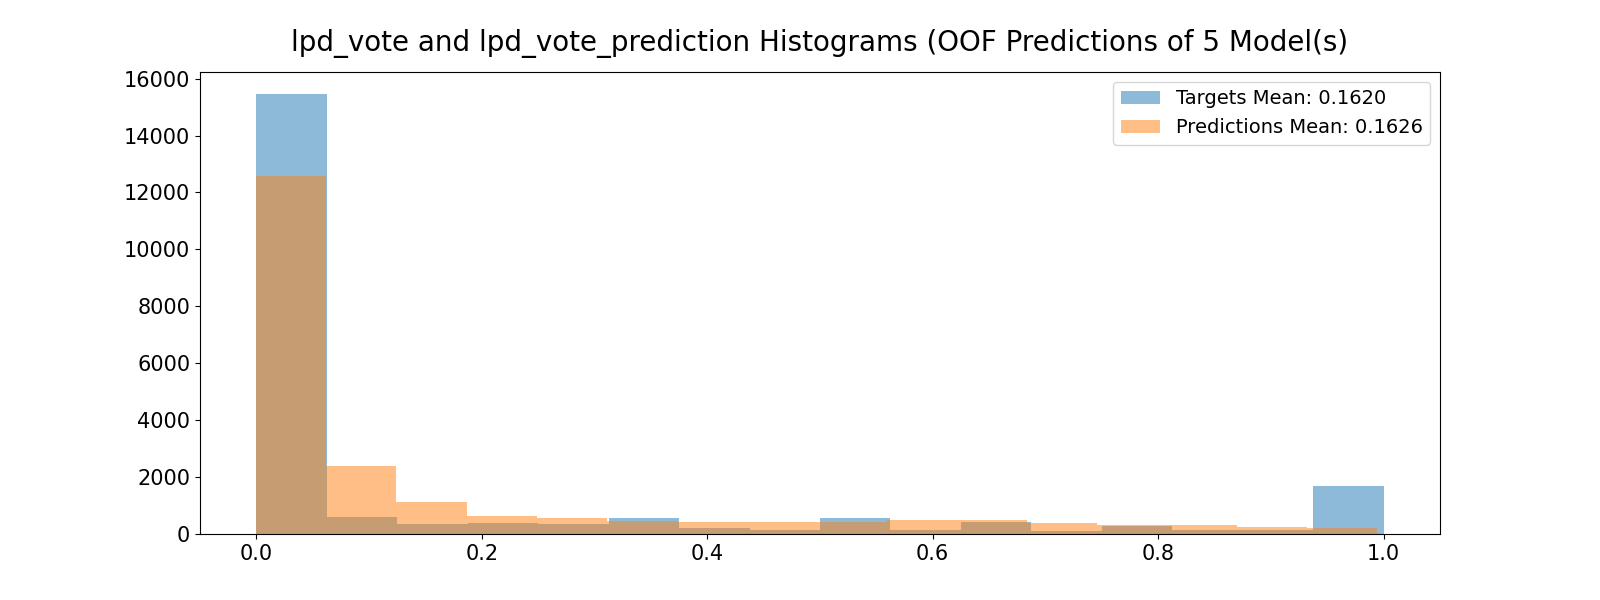 lpd_vote and lpd_vote_prediction Histograms (OOF Predictions of 5 Model(s)
16000
14000
12000
10000
8000
6000
4000
2000
0
Targets Mean: 0.1620
Predictions Mean: 0.1626
0.0 0.2 0.4 0.6 0.8 1.0